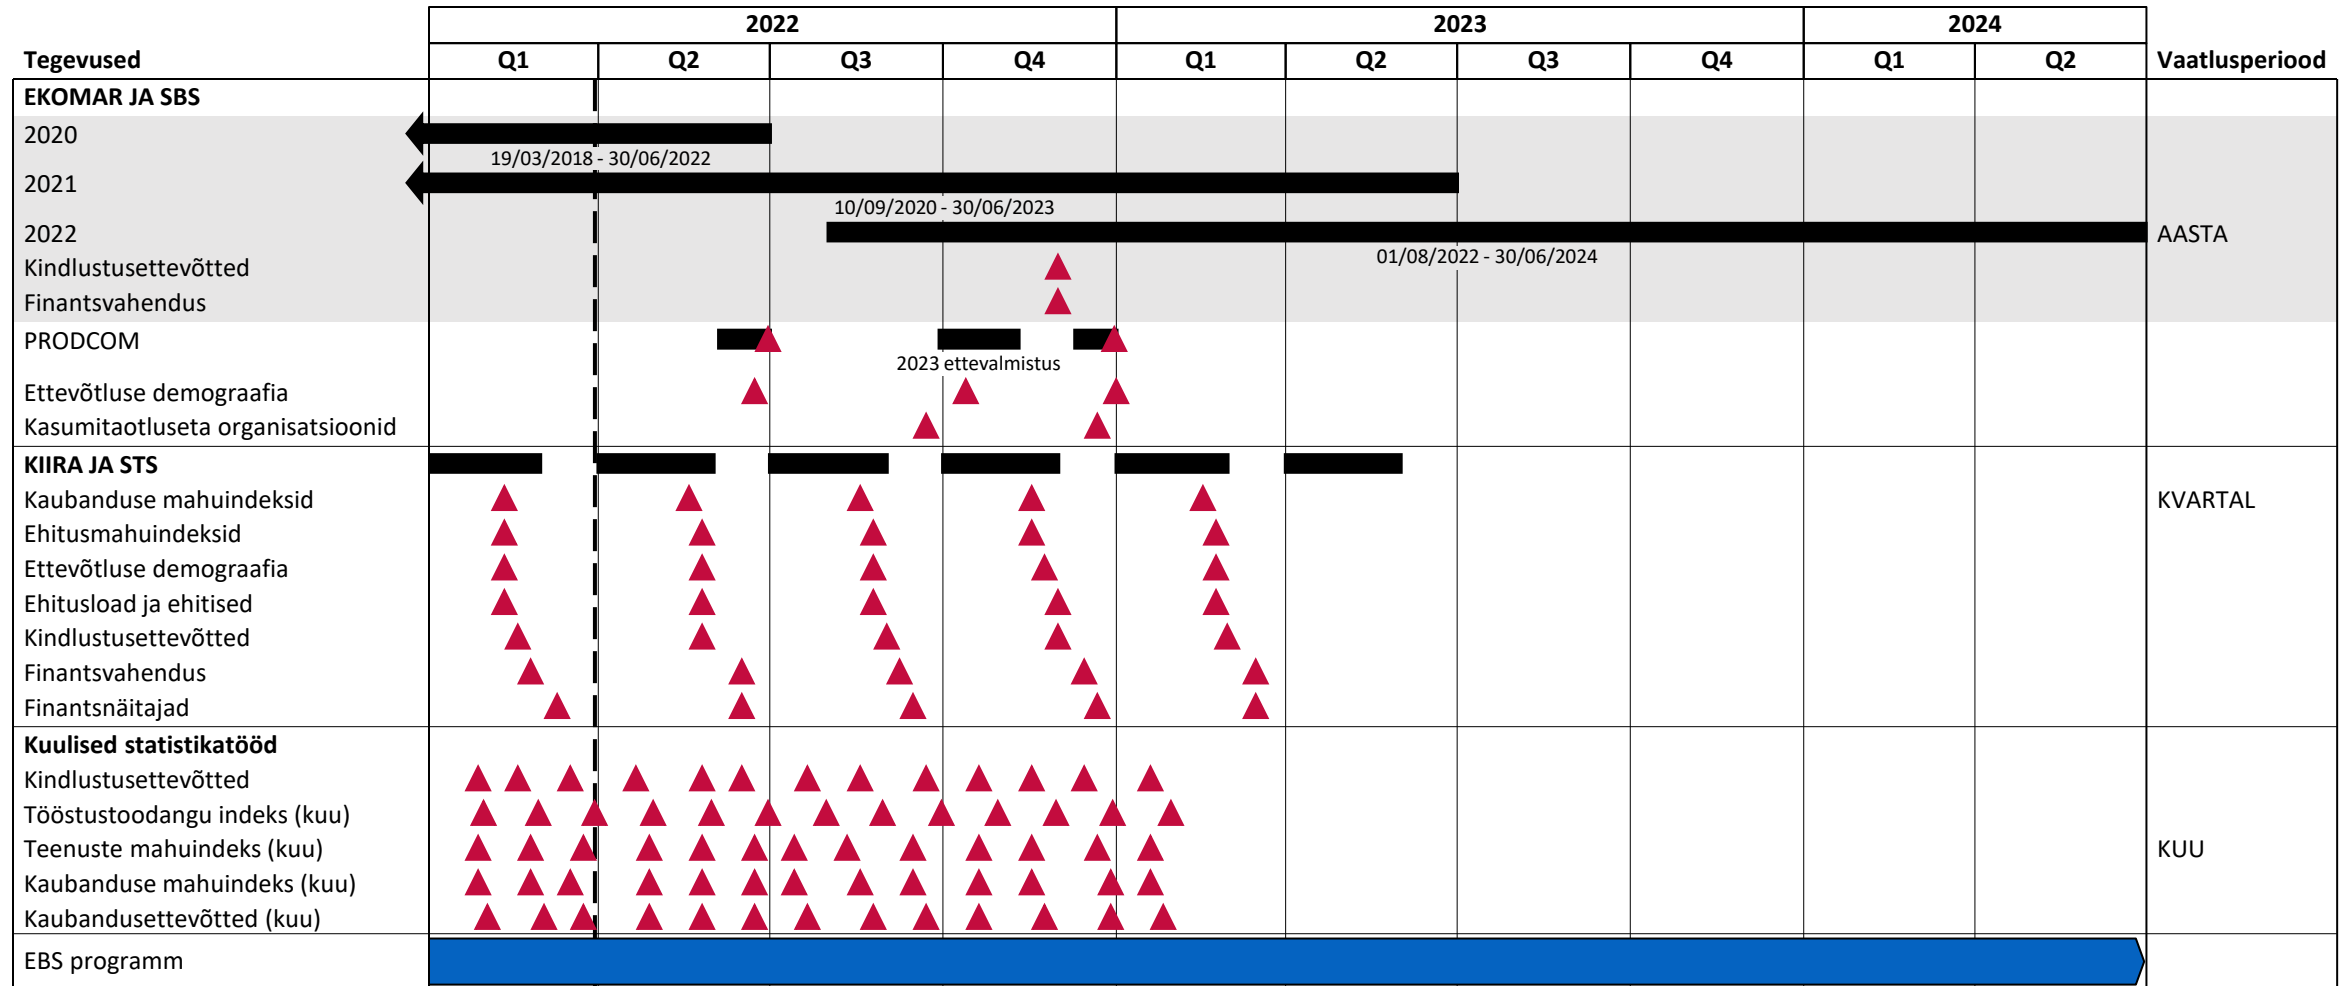 2022 2023 2024
Tegevused Q1 Q2 Q3 Q4 Q1 Q2 Q3 Q4 Q1 Q2 Vaatlusperiood
EKOMAR JA SBS
2020
19/03/2018 - 30/06/2022
2021
10/09/2020 - 30/06/2023
2022 AASTA
01/08/2022 - 30/06/2024
Kindlustusettevõtted
Finantsvahendus
PRODCOM
2023 ettevalmistus
Ettevõtluse demograafia
Kasumitaotluseta organisatsioonid
KIIRA JA STS
Kaubanduse mahuindeksid KVARTAL
Ehitusmahuindeksid
Ettevõtluse demograafia
Ehitusload ja ehitised
Kindlustusettevõtted
Finantsvahendus
Finantsnäitajad
Kuulised statistikatööd
Kindlustusettevõtted
Tööstustoodangu indeks (kuu)
Teenuste mahuindeks (kuu) KUU
Kaubanduse mahuindeks (kuu)
Kaubandusettevõtted (kuu)
EBS programm